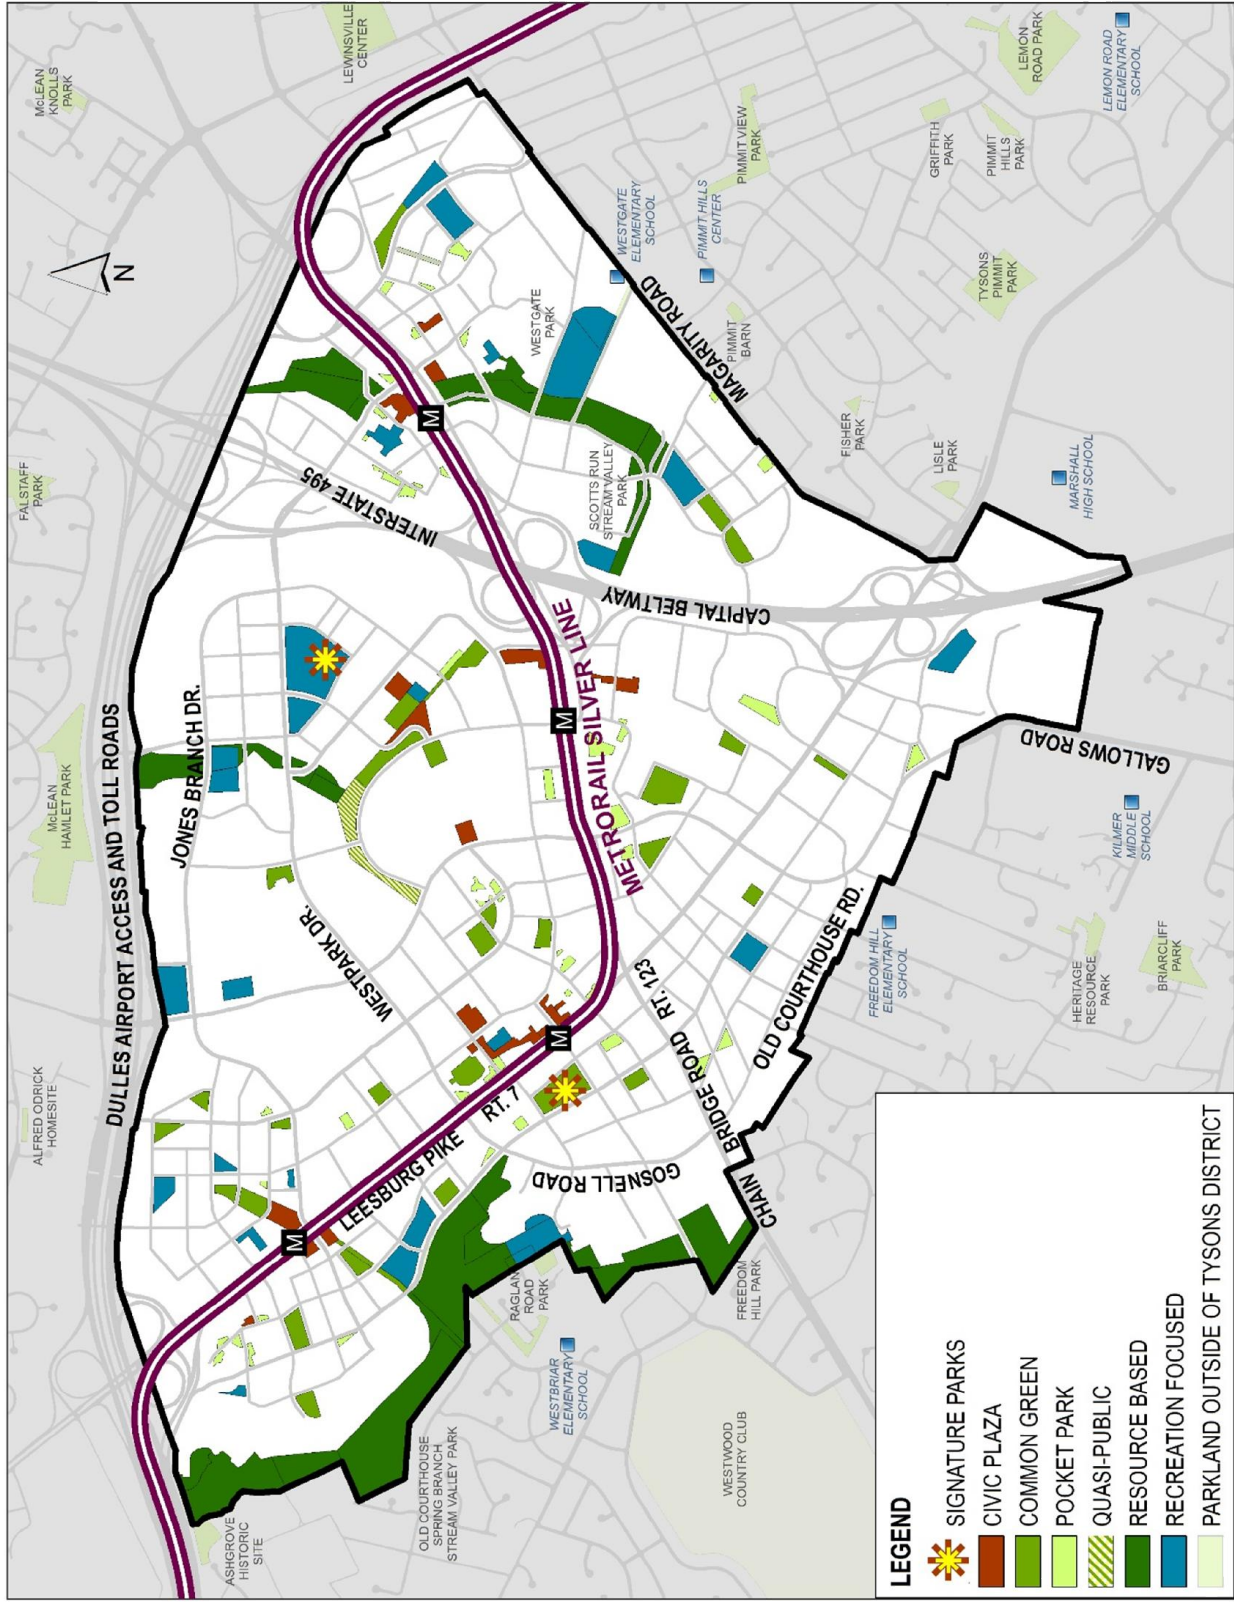 McLEAN
KNOLLS
PARK
LEWINSVILLE
CENTER
LEMON
ROAD PARK
LEMON ROAD
ELEMENTARY
SCHOOL
N
FALSTAFF
PARK
McLEAN
HAMLET PARK
ALFRED ODRICK
HOMESITE
DULLES AIRPORT ACCESS AND TOLL ROADS
PIMMIT VIEW
PARK
GRIFFITH
PARK
PIMMIT
HILLS
PARK
WESTGATE
ELEMENTARY
SCHOOL
PIMMIT HILLS
CENTER
TYSONS
PIMMIT
PARK
WESTGATE
PARK
MAGARITY ROAD
PIMMIT
BARN
FISHER
PARK
LISLE
PARK
MARSHALL
HIGH SCHOOL
INTERSTATE 495
SCOTTS RUN
STREAM VALLEY
PARK
CAPITAL BELTWAY
M
M
M
M
METRORAIL SILVER LINE
JONES BRANCH DR.
WESTPARK DR.
GALLOWS ROAD
KILMER
MIDDLE
SCHOOL
OLD COURTHOUSE RD.
FREEDOM HILL
ELEMENTARY
SCHOOL
HERITAGE
RESOURCE
PARK
BRIARCLIFF
PARK
LEESBURG PIKE RT. 7
CHAIN BRIDGE ROAD RT. 123
GOSNELL ROAD
FREEDOM
HILL PARK
RAGLAN
ROAD
PARK
WESTBRIAR
ELEMENTARY
SCHOOL
WESTWOOD
COUNTRY CLUB
OLD COURTHOUSE
SPRING BRANCH
STREAM VALLEY PARK
ASHGROVE
HISTORIC
SITE
LEGEND
SIGNATURE PARKS
CIVIC PLAZA
COMMON GREEN
POCKET PARK
QUASI-PUBLIC
RESOURCE BASED
RECREATION FOCUSED
PARKLAND OUTSIDE OF TYSONS DISTRICT